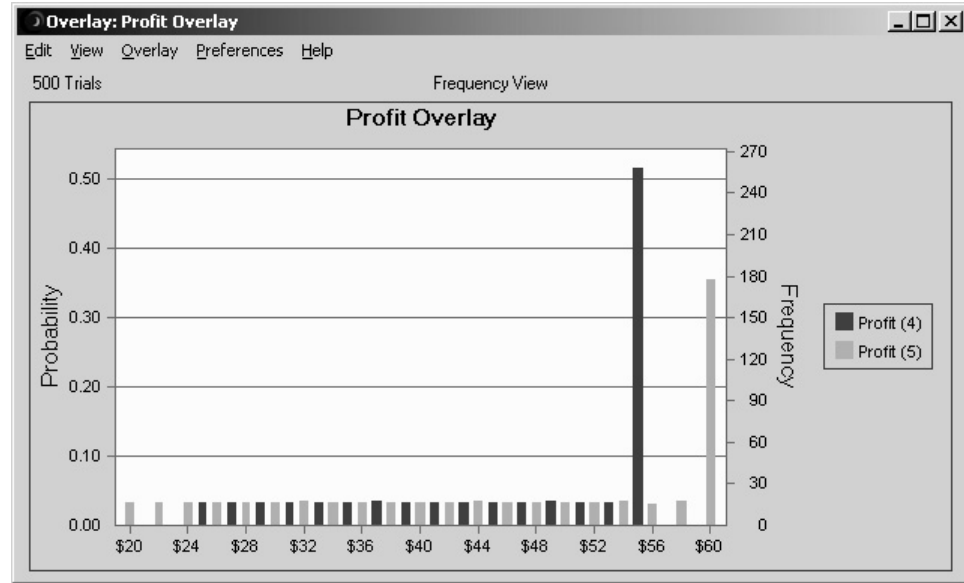 Overlay: Profit Overlay
Edit View Overlay Preferences Help
500 Trials Frequency View
Profit Overlay
Probability
0.50
0.40
0.30
0.20
0.10
0.00
270
240
210
180
150
120
90
60
30
0
Frequency
Profit (4)
Profit (5)
$20 $24 $28 $32 $36 $40 $44 $48 $52 $56 $60